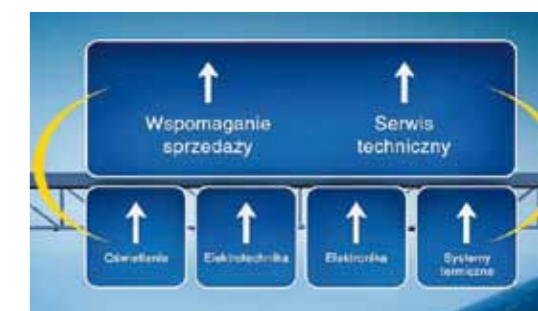 Wspomaganie
sprzedaży
Serwis
techniczny
Oświetlenie
Elektrotechnika
Elektronika
Systemy
termiczne